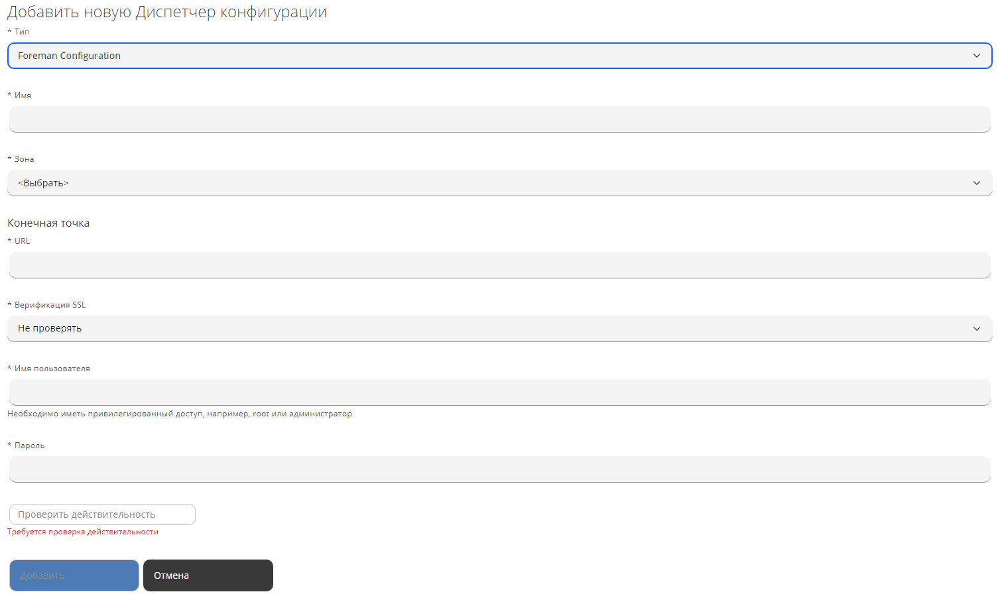 Добавить новую Диспетчер конфигурации
* Тип
Foreman Configuration
* Имя
* Зона
<Выбрать>
Конечная точка
* URL
* Верификация SSL
Не проверять
* Имя пользователя
Необходимо иметь привилегированный доступ, например, root или администратор
* Пароль
Проверить действительность
Требуется проверка действительности
Добавить Отмена